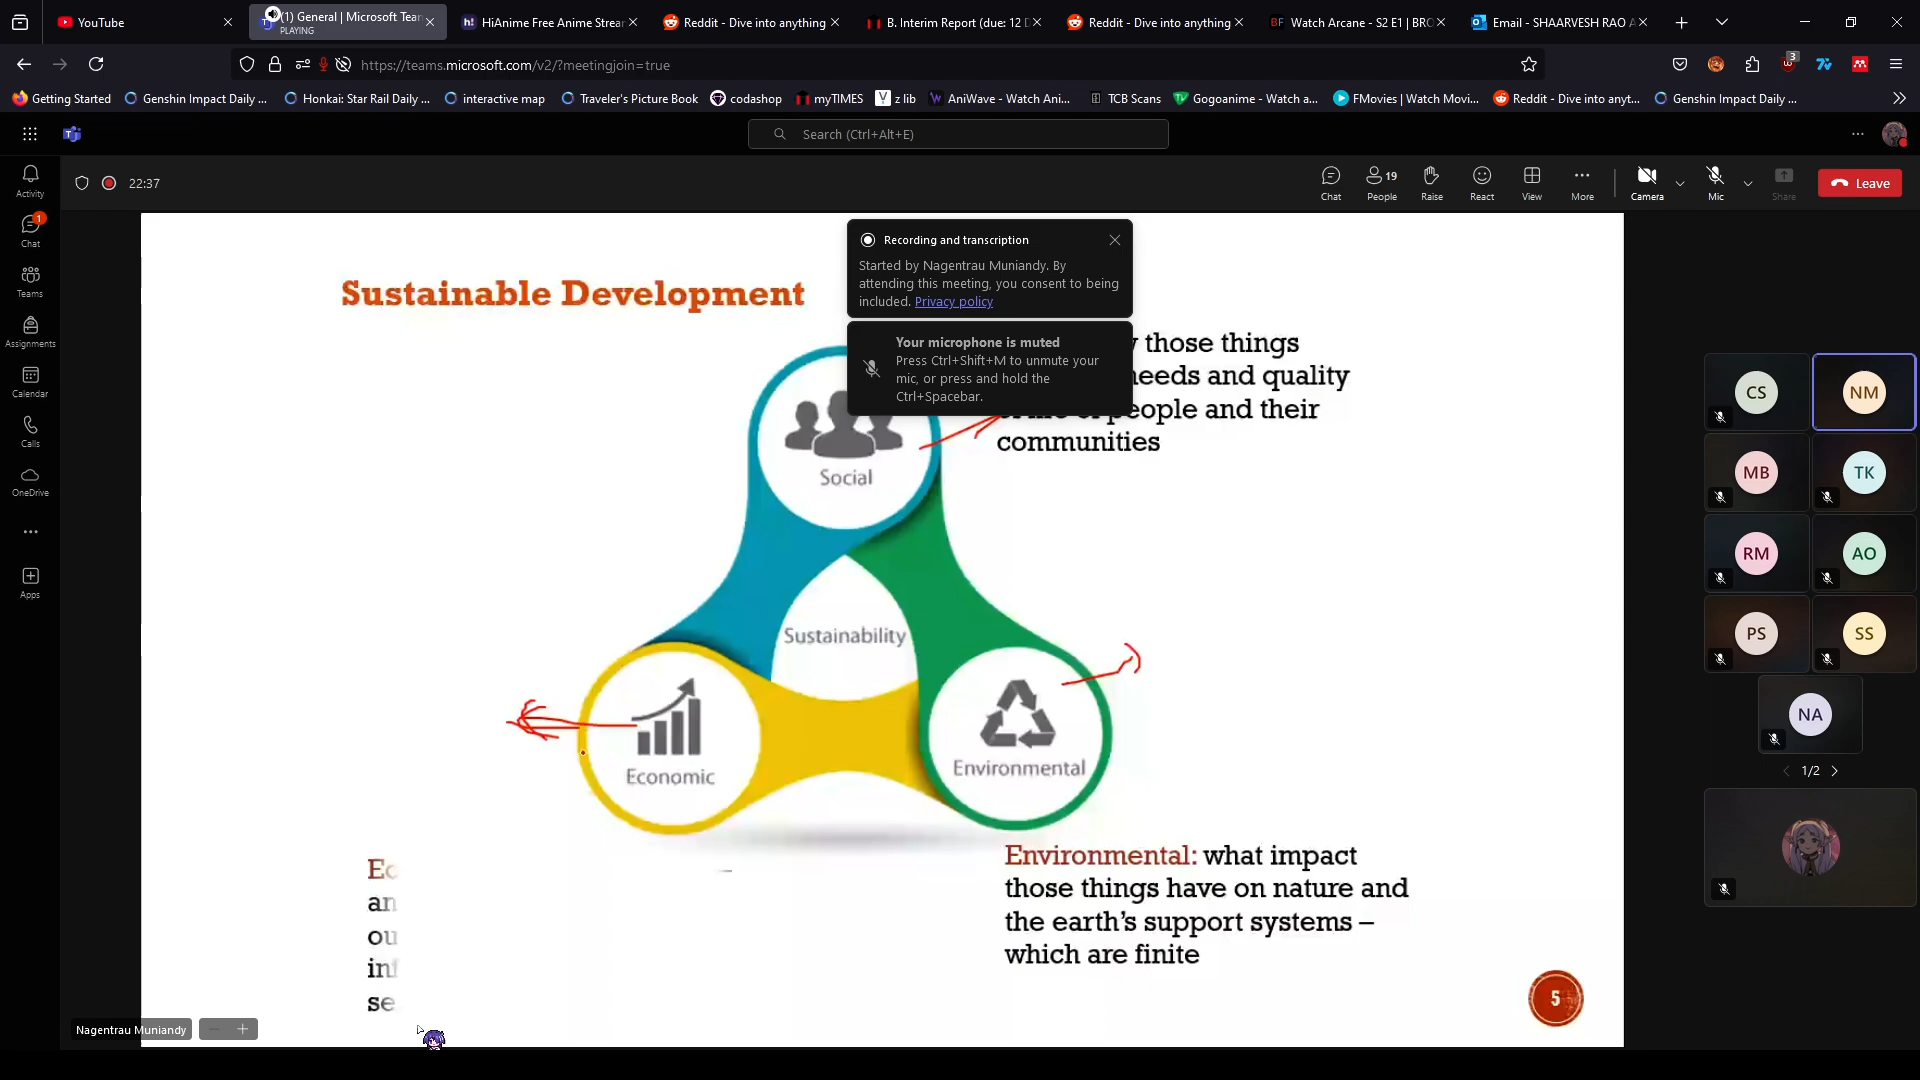 YouTube
(1) General | Microsoft Team
PLAYING
HiAnime Free Anime Strea
Reddit - Dive into anything
B. Interim Report (due: 12 D
Reddit - Dive into anything
Watch Arcane - S2 E1 | BRO
Email - SHAARVESH RAO A
https://teams.microsoft.com/v2/?meetingjoin=true
3
Getting Started
Genshin Impact Daily ...
Honkai: Star Rail Daily ...
interactive map
Traveler's Picture Book
codashop
myTIMES
z lib
AniWave - Watch Ani...
TCB Scans
Gogoanime - Watch a...
FMovies | Watch Movi...
Reddit - Dive into anyt...
Genshin Impact Daily ...
Search (Ctrl+Alt+E)
Activity
1
Chat
Teams
Assignments
Calendar
Calls
OneDrive
Apps
22:37
Chat
19
People
Raise
React
View
More
Camera
Mic
Share
Leave
Recording and transcription
Started by Nagentrau Muniandy. By
attending this meeting, you consent to being
included. Privacy policy
Your microphone is muted
Press Ctrl+Shift+M to unmute your
mic, or press and hold the
Ctrl+Spacebar.
Sustainable Development
those things
needs and quality
people and their
communities
Social
Sustainability
Economic
Environmental
Environmental: what impact
those things have on nature and
the earth's support systems –
which are finite
Ec
an
ou
inf
se
5
Nagentrau Muniandy
CS
NM
MB
TK
RM
AO
PS
SS
NA
1/2